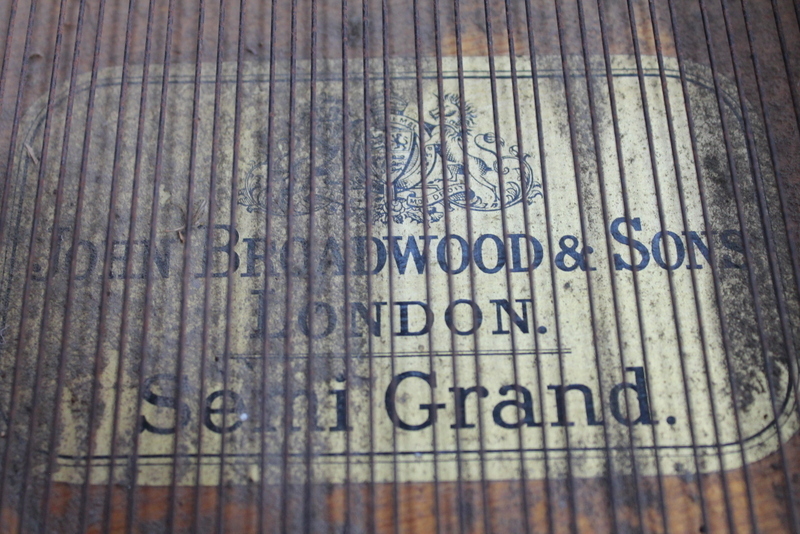 John Broadwood & Sons
London.
Semi Grand.